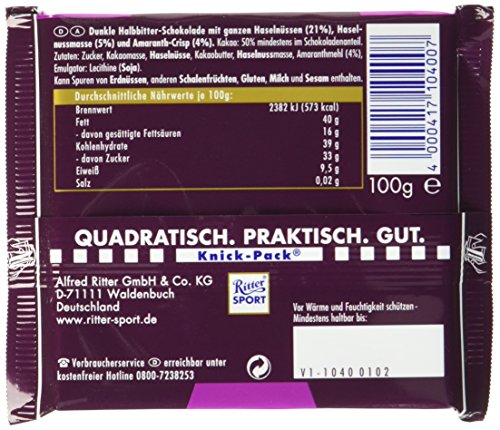 D A Dunkle Halbbitter-Schokolade mit ganzen Haselnüssen (21%), Hasel-
nussmasse (5%) und Amaranth-Crisp (4%). Kakao: 50% mindestens im Schokoladenanteil.
Zutaten: Zucker, Kakaomasse, Haselnüsse, Kakaobutter, Haselnussmasse, Amaranthmehl (4%),
Emulgator: Lecithine (Soja).
Kann Spuren von Erdnüssen, anderen Schalenfrüchten, Gluten, Milch und Sesam enthalten.
Durchschnittliche Nährwerte je 100g:
Brennwert 2382 kJ (573 kcal)
Fett 40 g
- davon gesättigte Fettsäuren 16 g
Kohlenhydrate 39 g
- davon Zucker 33 g
Eiweiß 9,5 g
Salz 0,02 g
4 000417 104007
100g e
QUADRATISCH. PRAKTISCH. GUT.
Knick-Pack®
Alfred Ritter GmbH & Co. KG
D-71111 Waldenbuch
Deutschland
www.ritter-sport.de
Ritter
SPORT
Vor Wärme und Feuchtigkeit schützen -
Mindestens haltbar bis:
V1-1040 0102
☎Verbraucherservice D erreichbar unter
kostenfreier Hotline 0800-7238253